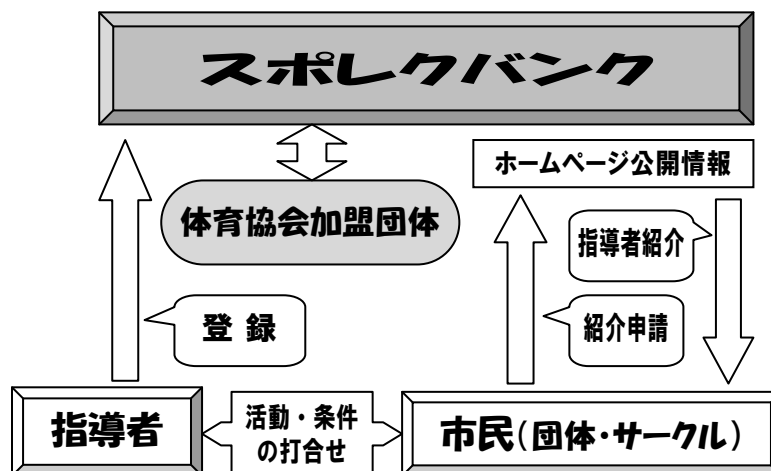 スポレクバンク
ホームページ公開情報
体育協会加盟団体
指導者紹介
登 録
紹介申請
指導者
活動・条件
の打合せ
市民(団体・サークル)